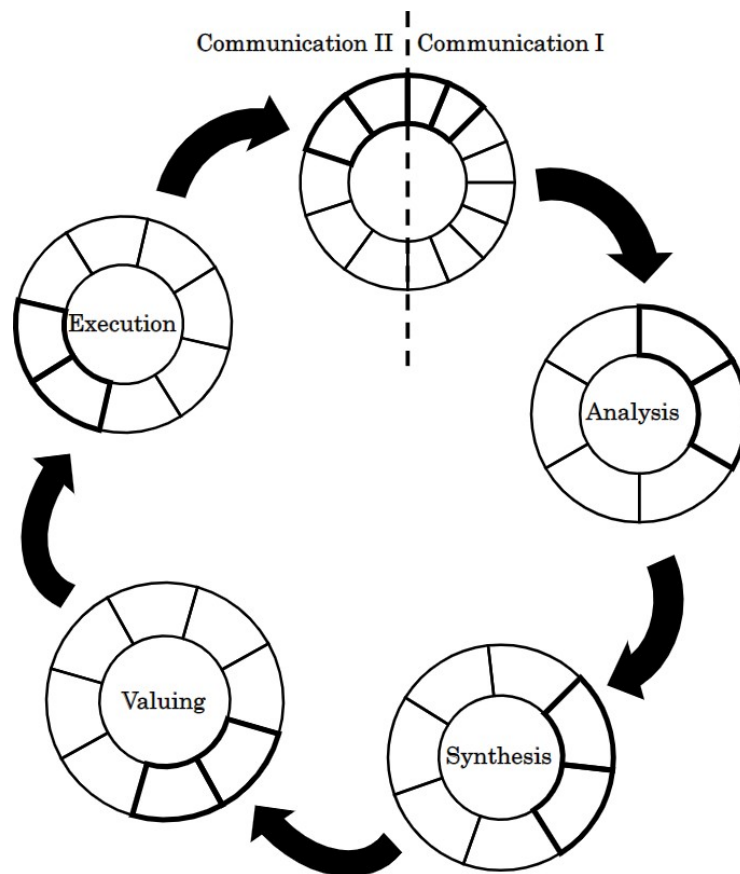 Communication II
Communication I
Execution
Analysis
Valuing
Synthesis